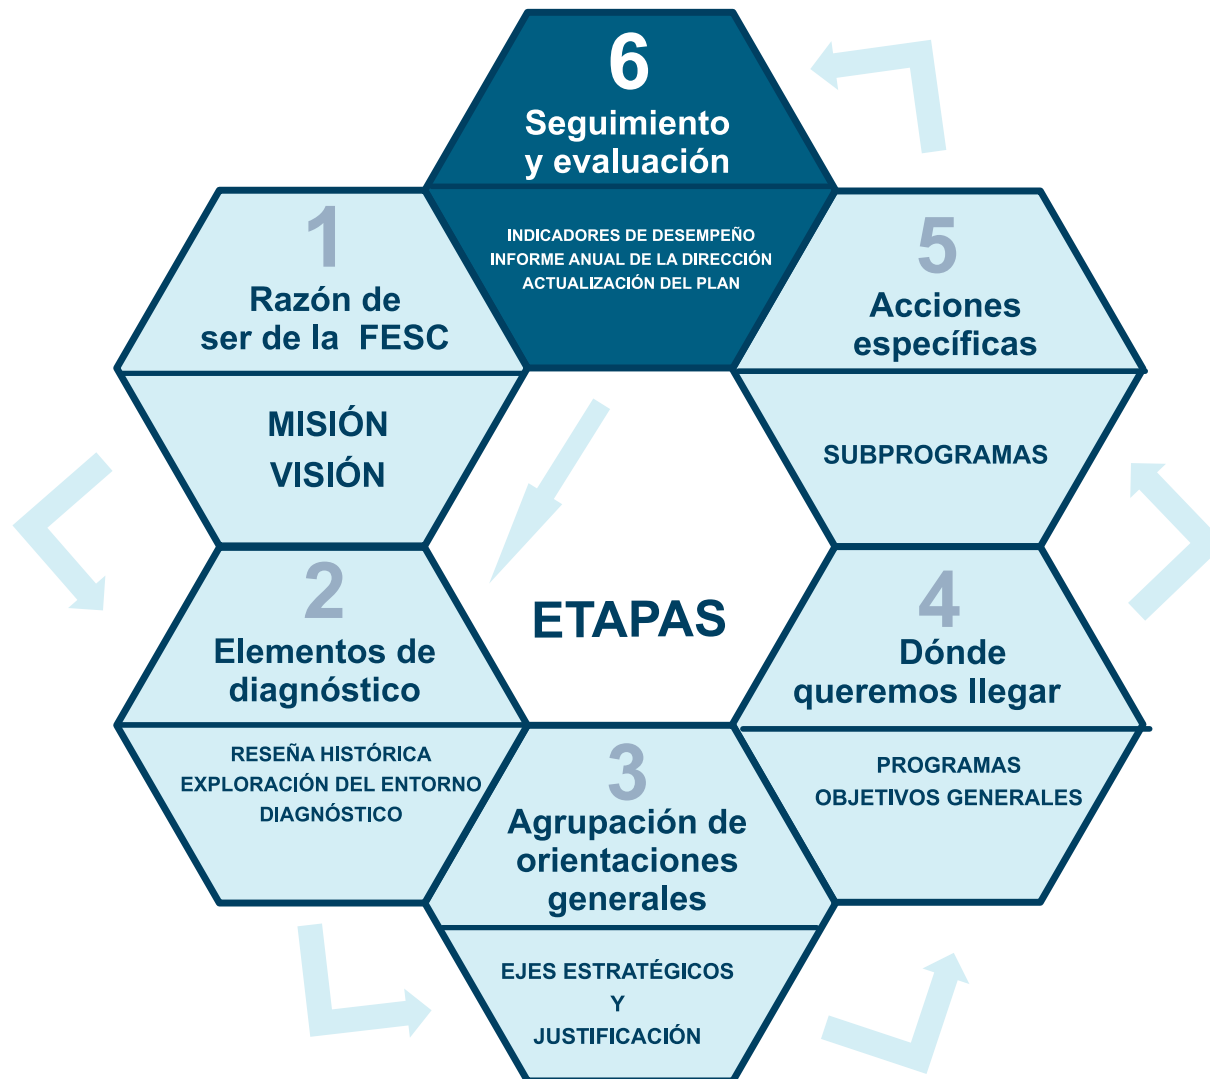 6
Seguimiento
y evaluación
INDICADORES DE DESEMPEÑO
INFORME ANUAL DE LA DIRECCIÓN
ACTUALIZACIÓN DEL PLAN
1
Razón de
ser de la FESC
MISIÓN
VISIÓN
5
Acciones
específicas
SUBPROGRAMAS
ETAPAS
2
Elementos de
diagnóstico
RESEÑA HISTÓRICA
EXPLORACIÓN DEL ENTORNO
DIAGNÓSTICO
4
Dónde
queremos llegar
PROGRAMAS
OBJETIVOS GENERALES
3
Agrupación de
orientaciones
generales
EJES ESTRATÉGICOS
Y
JUSTIFICACIÓN